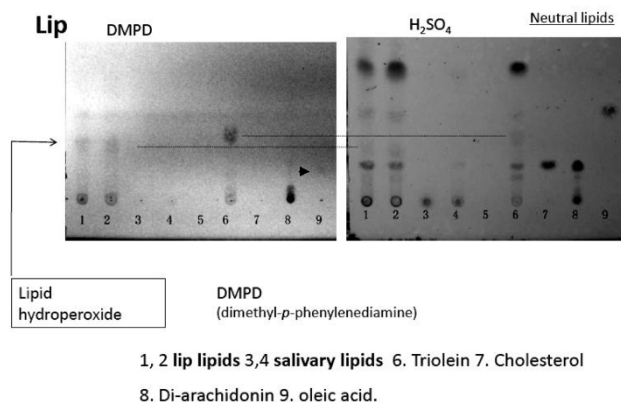 Lip
DMPD
H₂SO₄
Neutral lipids
1 2 3 4 5 6 7 8 9
1 2 3 4 5 6 7 8 9
Lipid
hydroperoxide
DMPD
(dimethyl-p-phenylenediamine)
1, 2 lip lipids 3,4 salivary lipids 6. Triolein 7. Cholesterol
8. Di-arachidonin 9. oleic acid.